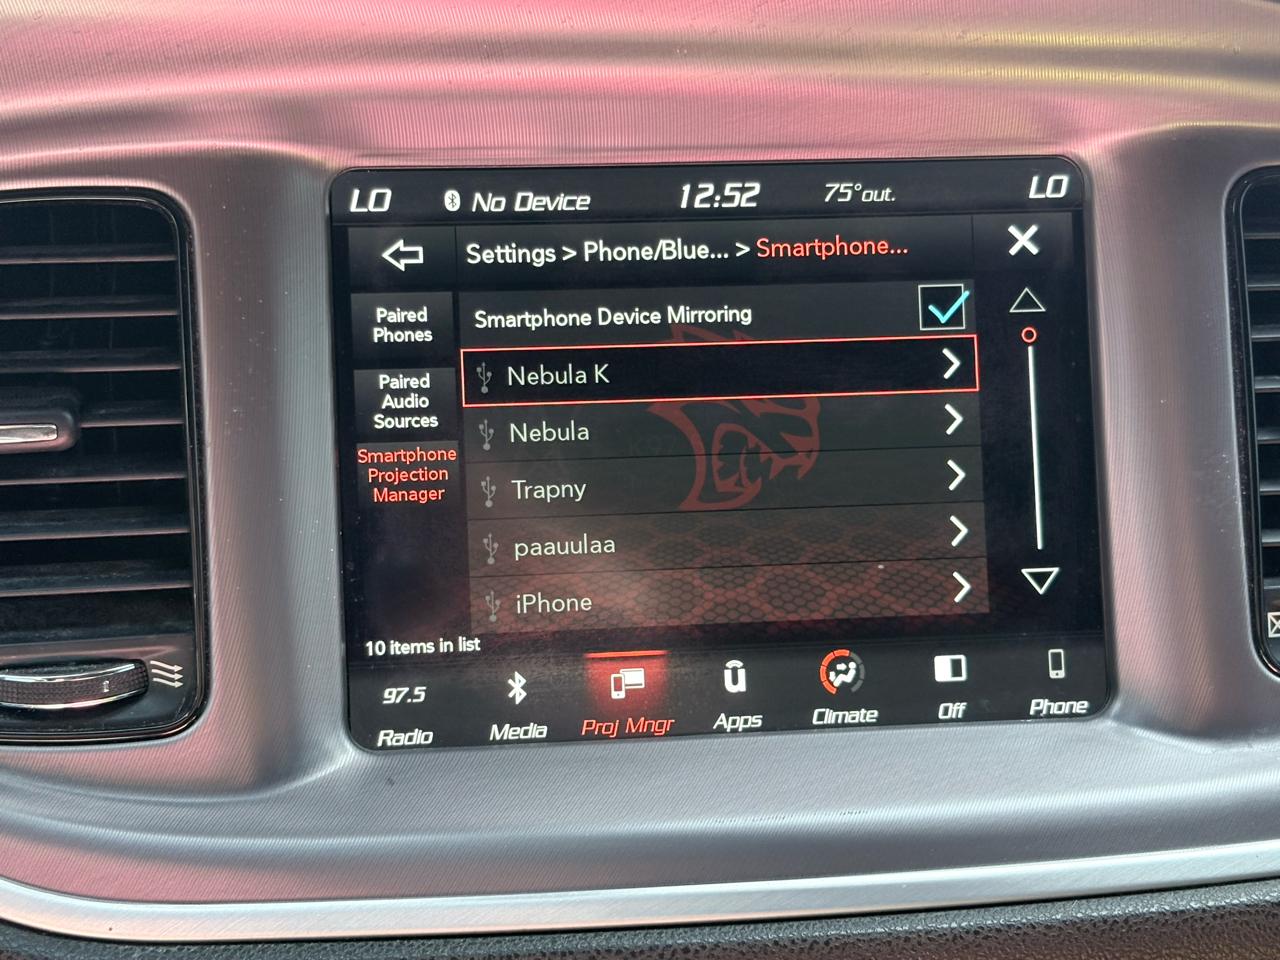 LO No Device 12:52 75°out. LO
Settings > Phone/Blue... > Smartphone...
Paired
Phones
Paired
Audio
Sources
Smartphone
Projection
Manager
Smartphone Device Mirroring
Nebula K
Nebula
Trapny
paauulaa
iPhone
10 items in list
97.5
Radio Media Proj Mngr Apps Climate Off Phone